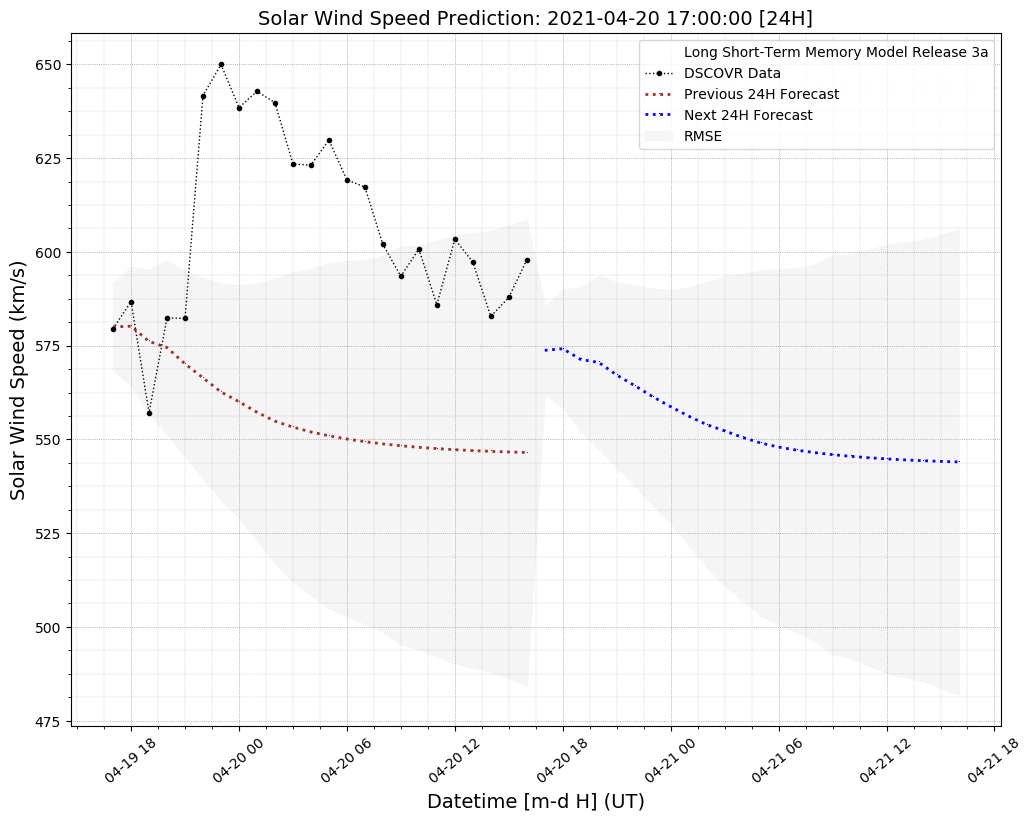 Solar Wind Speed Prediction: 2021-04-20 17:00:00 [24H]
Long Short-Term Memory Model Release 3a
DSCOVR Data
Previous 24H Forecast
Next 24H Forecast
RMSE
Solar Wind Speed (km/s)
650
625
600
575
550
525
500
475
04-19 18
04-20 00
04-20 06
04-20 12
04-20 18
04-21 00
04-21 06
04-21 12
04-21 18
Datetime [m-d H] (UT)